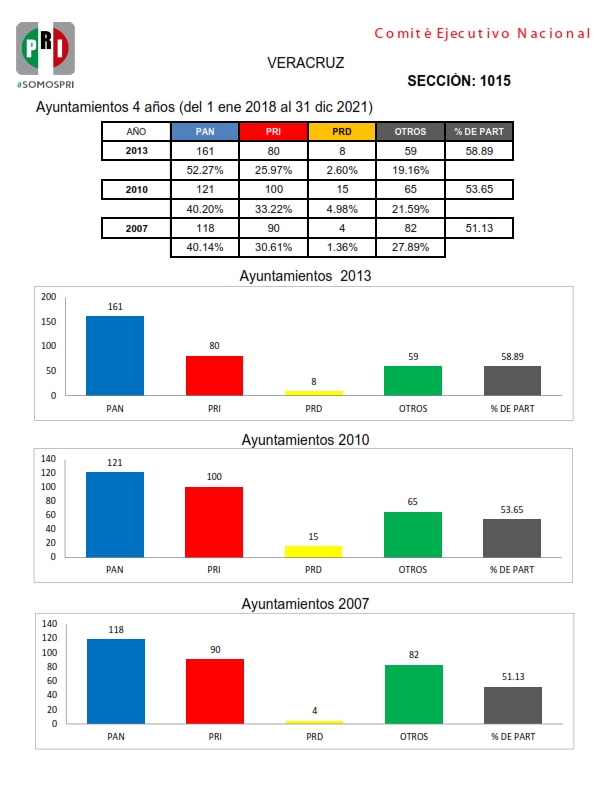 Comité Ejecutivo Nacional
PRI
#SOMOSPRI
VERACRUZ
SECCIÓN: 1015
Ayuntamientos 4 años (del 1 ene 2018 al 31 dic 2021)
AÑO PAN PRI PRD OTROS % DE PART
2013 161 80 8 59 58.89
52.27% 25.97% 2.60% 19.16%
2010 121 100 15 65 53.65
40.20% 33.22% 4.98% 21.59%
2007 118 90 4 82 51.13
40.14% 30.61% 1.36% 27.89%
Ayuntamientos 2013
200
150
100
50
0
161 80 8 59 58.89
PAN PRI PRD OTROS % DE PART
Ayuntamientos 2010
140
120
100
80
60
40
20
0
121 100 15 65 53.65
PAN PRI PRD OTROS % DE PART
Ayuntamientos 2007
140
120
100
80
60
40
20
0
118 90 4 82 51.13
PAN PRI PRD OTROS % DE PART